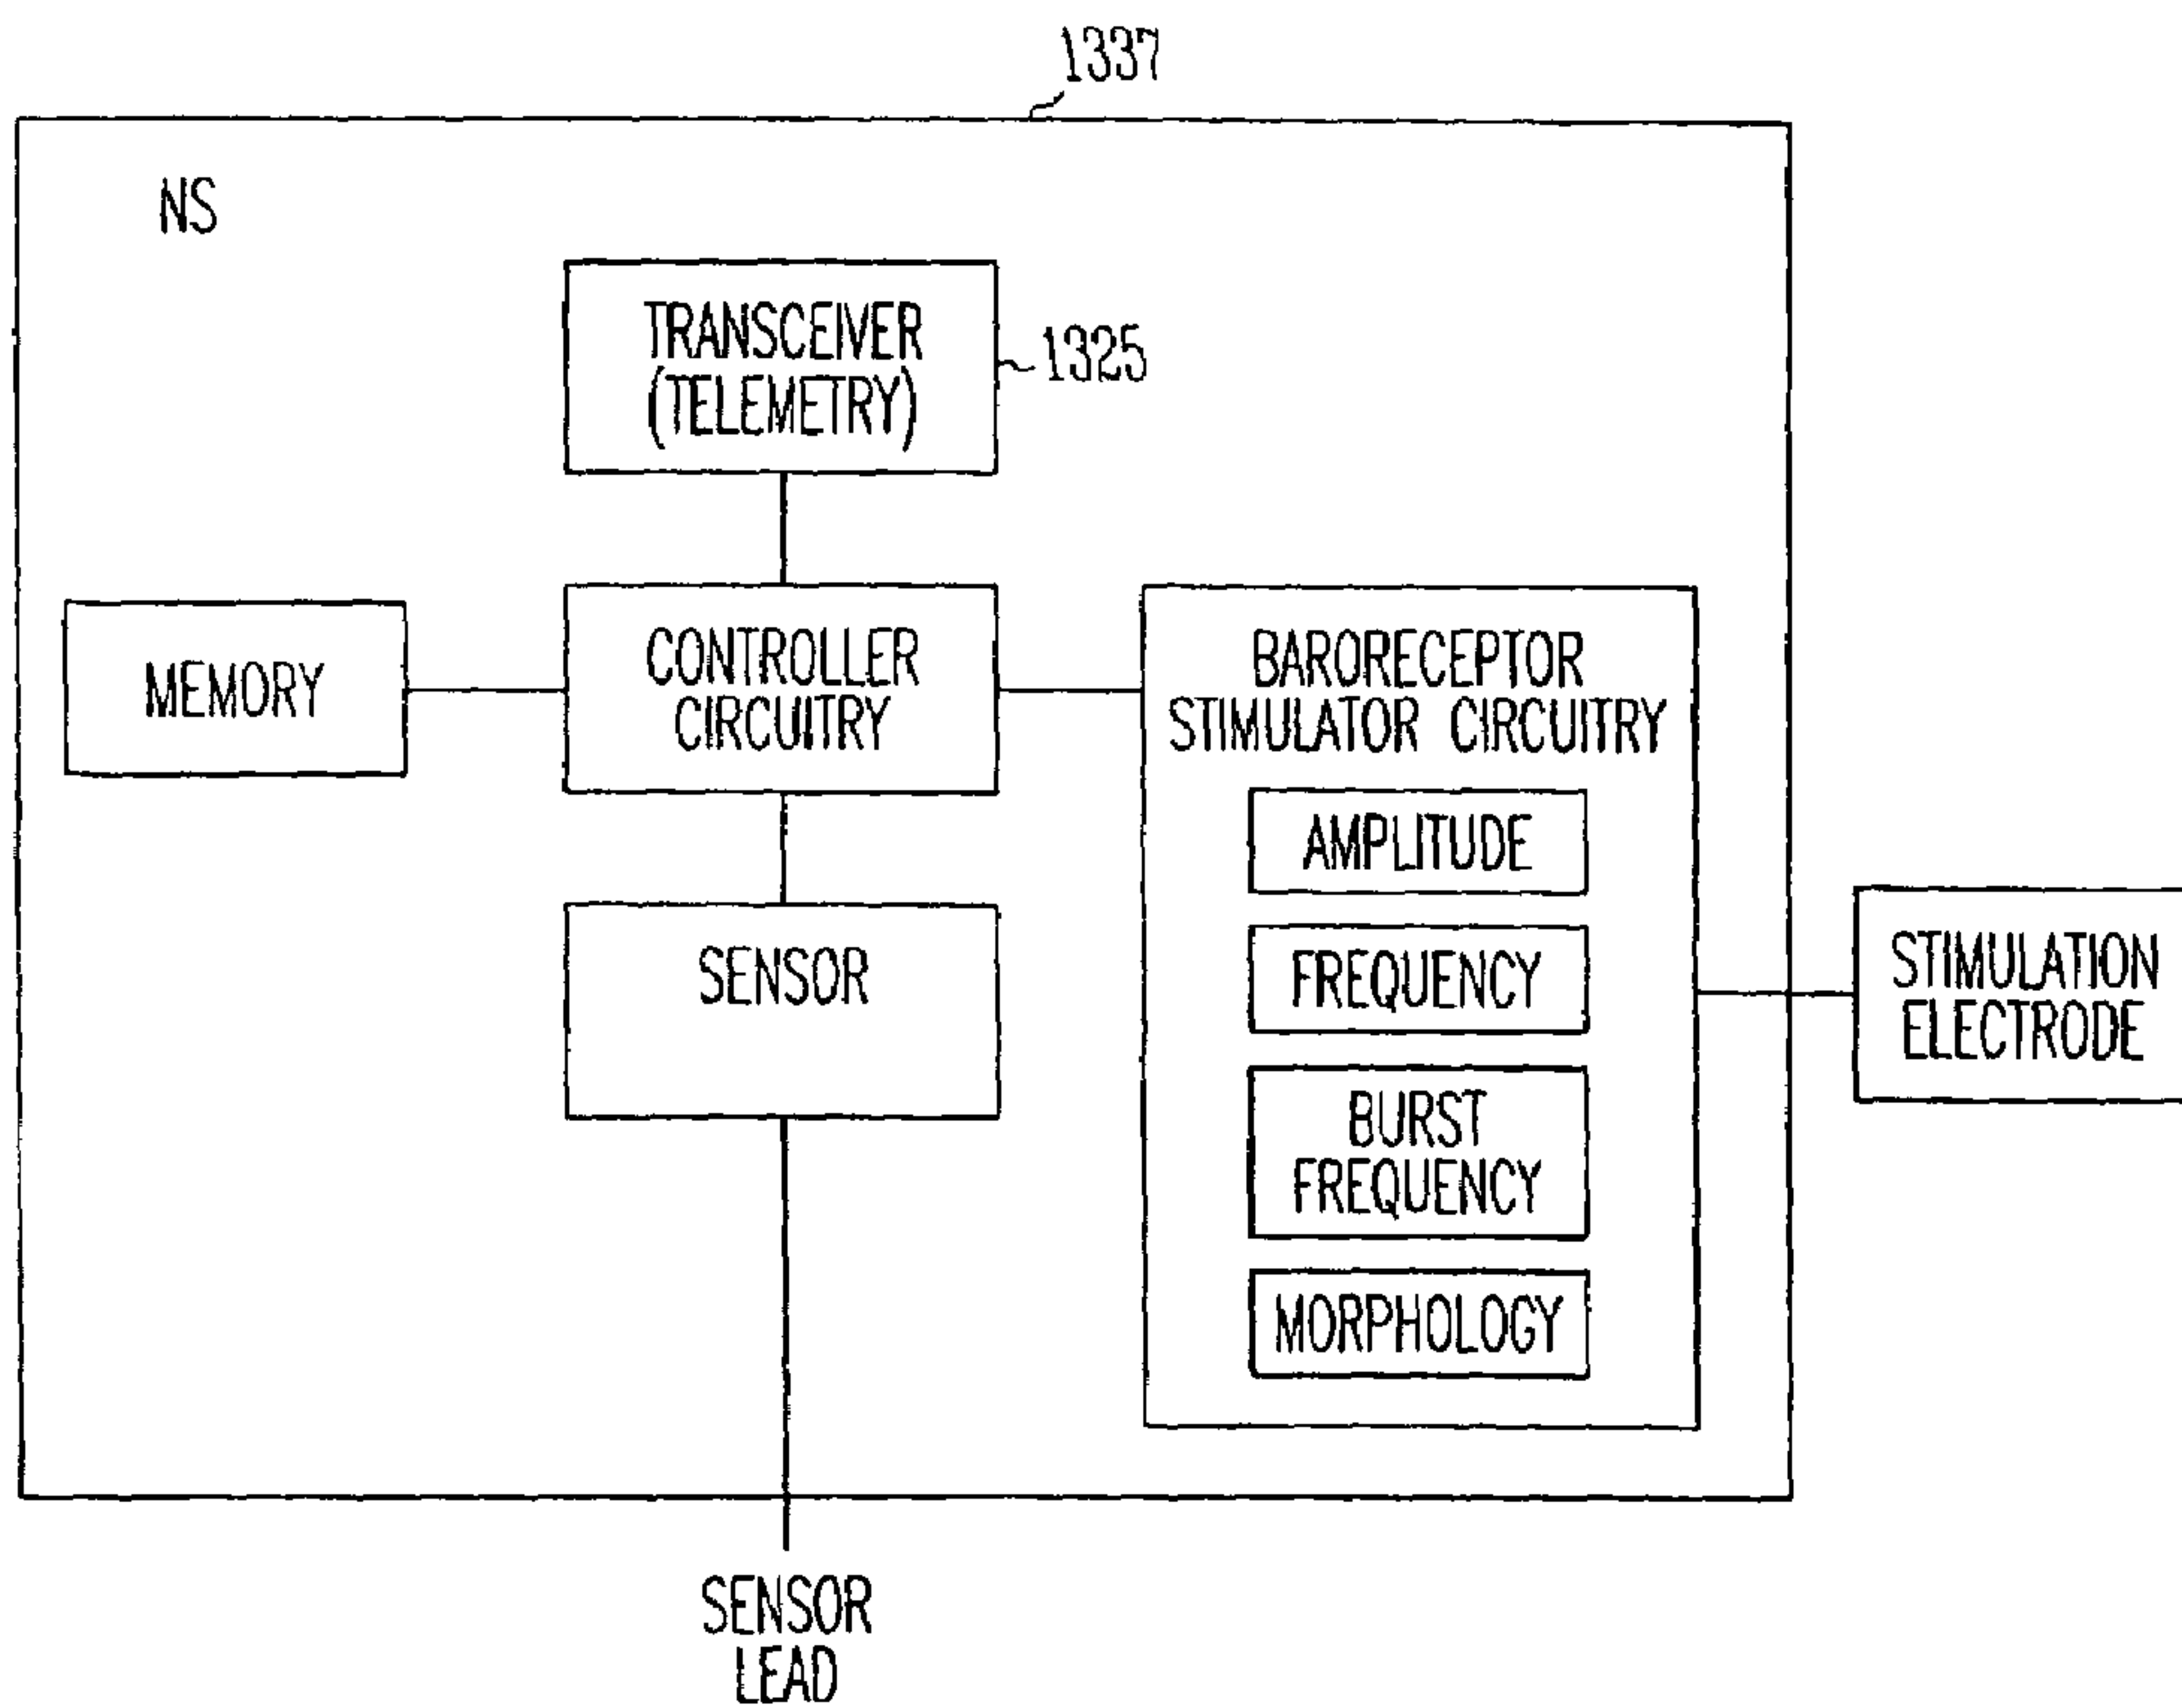 1337
NS
TRANSCEIVER
(TELEMETRY)
1325
MEMORY
CONTROLLER
CIRCUITRY
BARORECEPTOR
STIMULATOR CIRCUITRY
AMPLITUDE
FREQUENCY
BURST
FREQUENCY
MORPHOLOGY
SENSOR
STIMULATION
ELECTRODE
SENSOR
LEAD